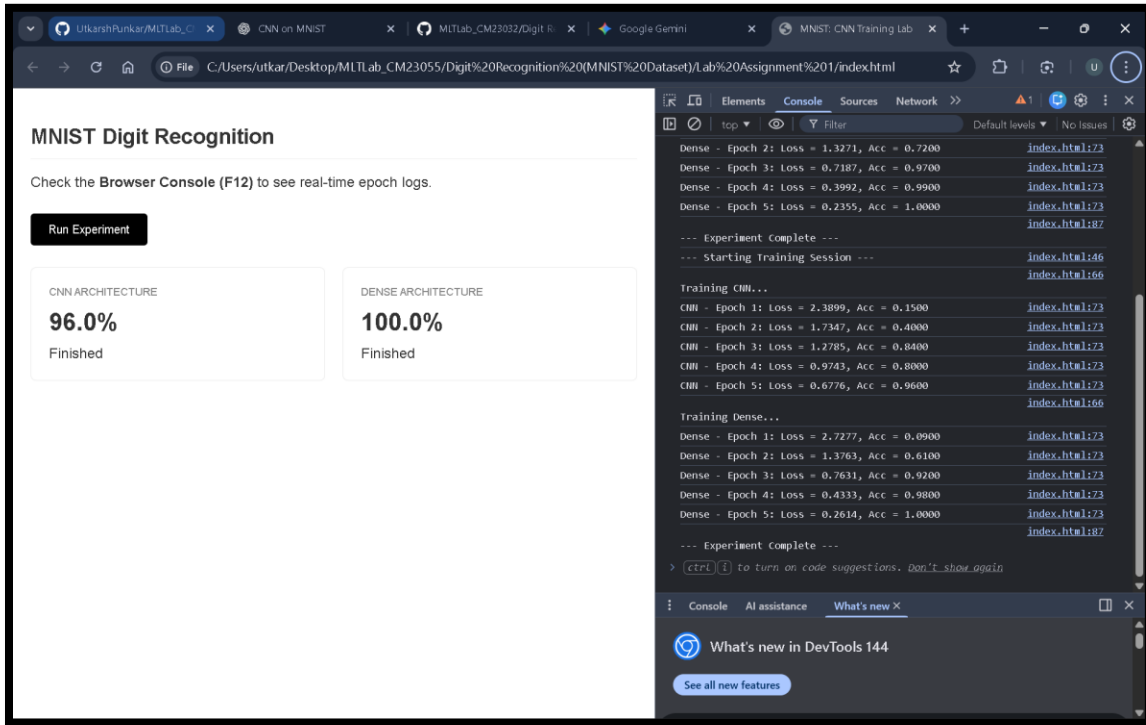 UtkarshPunkar/MLTLab_C
CNN on MNIST
MLTLab_CM23032/Digit R
Google Gemini
MNIST: CNN Training Lab
File C:/Users/utkar/Desktop/MLTLab_CM23055/Digit%20Recognition%20(MNIST%20Dataset)/Lab%20Assignment%201/index.html
U
MNIST Digit Recognition
Check the Browser Console (F12) to see real-time epoch logs.
Run Experiment
CNN ARCHITECTURE
96.0%
Finished
DENSE ARCHITECTURE
100.0%
Finished
Elements Console Sources Network 1
top Filter Default levels No Issues
Dense - Epoch 2: Loss = 1.3271, Acc = 0.7200 index.html:73
Dense - Epoch 3: Loss = 0.7187, Acc = 0.9700 index.html:73
Dense - Epoch 4: Loss = 0.3992, Acc = 0.9900 index.html:73
Dense - Epoch 5: Loss = 0.2355, Acc = 1.0000 index.html:73
index.html:87
--- Experiment Complete ---
--- Starting Training Session --- index.html:46
index.html:66
Training CNN...
CNN - Epoch 1: Loss = 2.3899, Acc = 0.1500 index.html:73
CNN - Epoch 2: Loss = 1.7347, Acc = 0.4000 index.html:73
CNN - Epoch 3: Loss = 1.2785, Acc = 0.8400 index.html:73
CNN - Epoch 4: Loss = 0.9743, Acc = 0.8000 index.html:73
CNN - Epoch 5: Loss = 0.6776, Acc = 0.9600 index.html:73
index.html:66
Training Dense...
Dense - Epoch 1: Loss = 2.7277, Acc = 0.0900 index.html:73
Dense - Epoch 2: Loss = 1.3763, Acc = 0.6100 index.html:73
Dense - Epoch 3: Loss = 0.7631, Acc = 0.9200 index.html:73
Dense - Epoch 4: Loss = 0.4333, Acc = 0.9800 index.html:73
Dense - Epoch 5: Loss = 0.2614, Acc = 1.0000 index.html:73
index.html:87
--- Experiment Complete ---
ctrl i to turn on code suggestions. Don't show again
Console AI assistance What's new
What's new in DevTools 144
See all new features